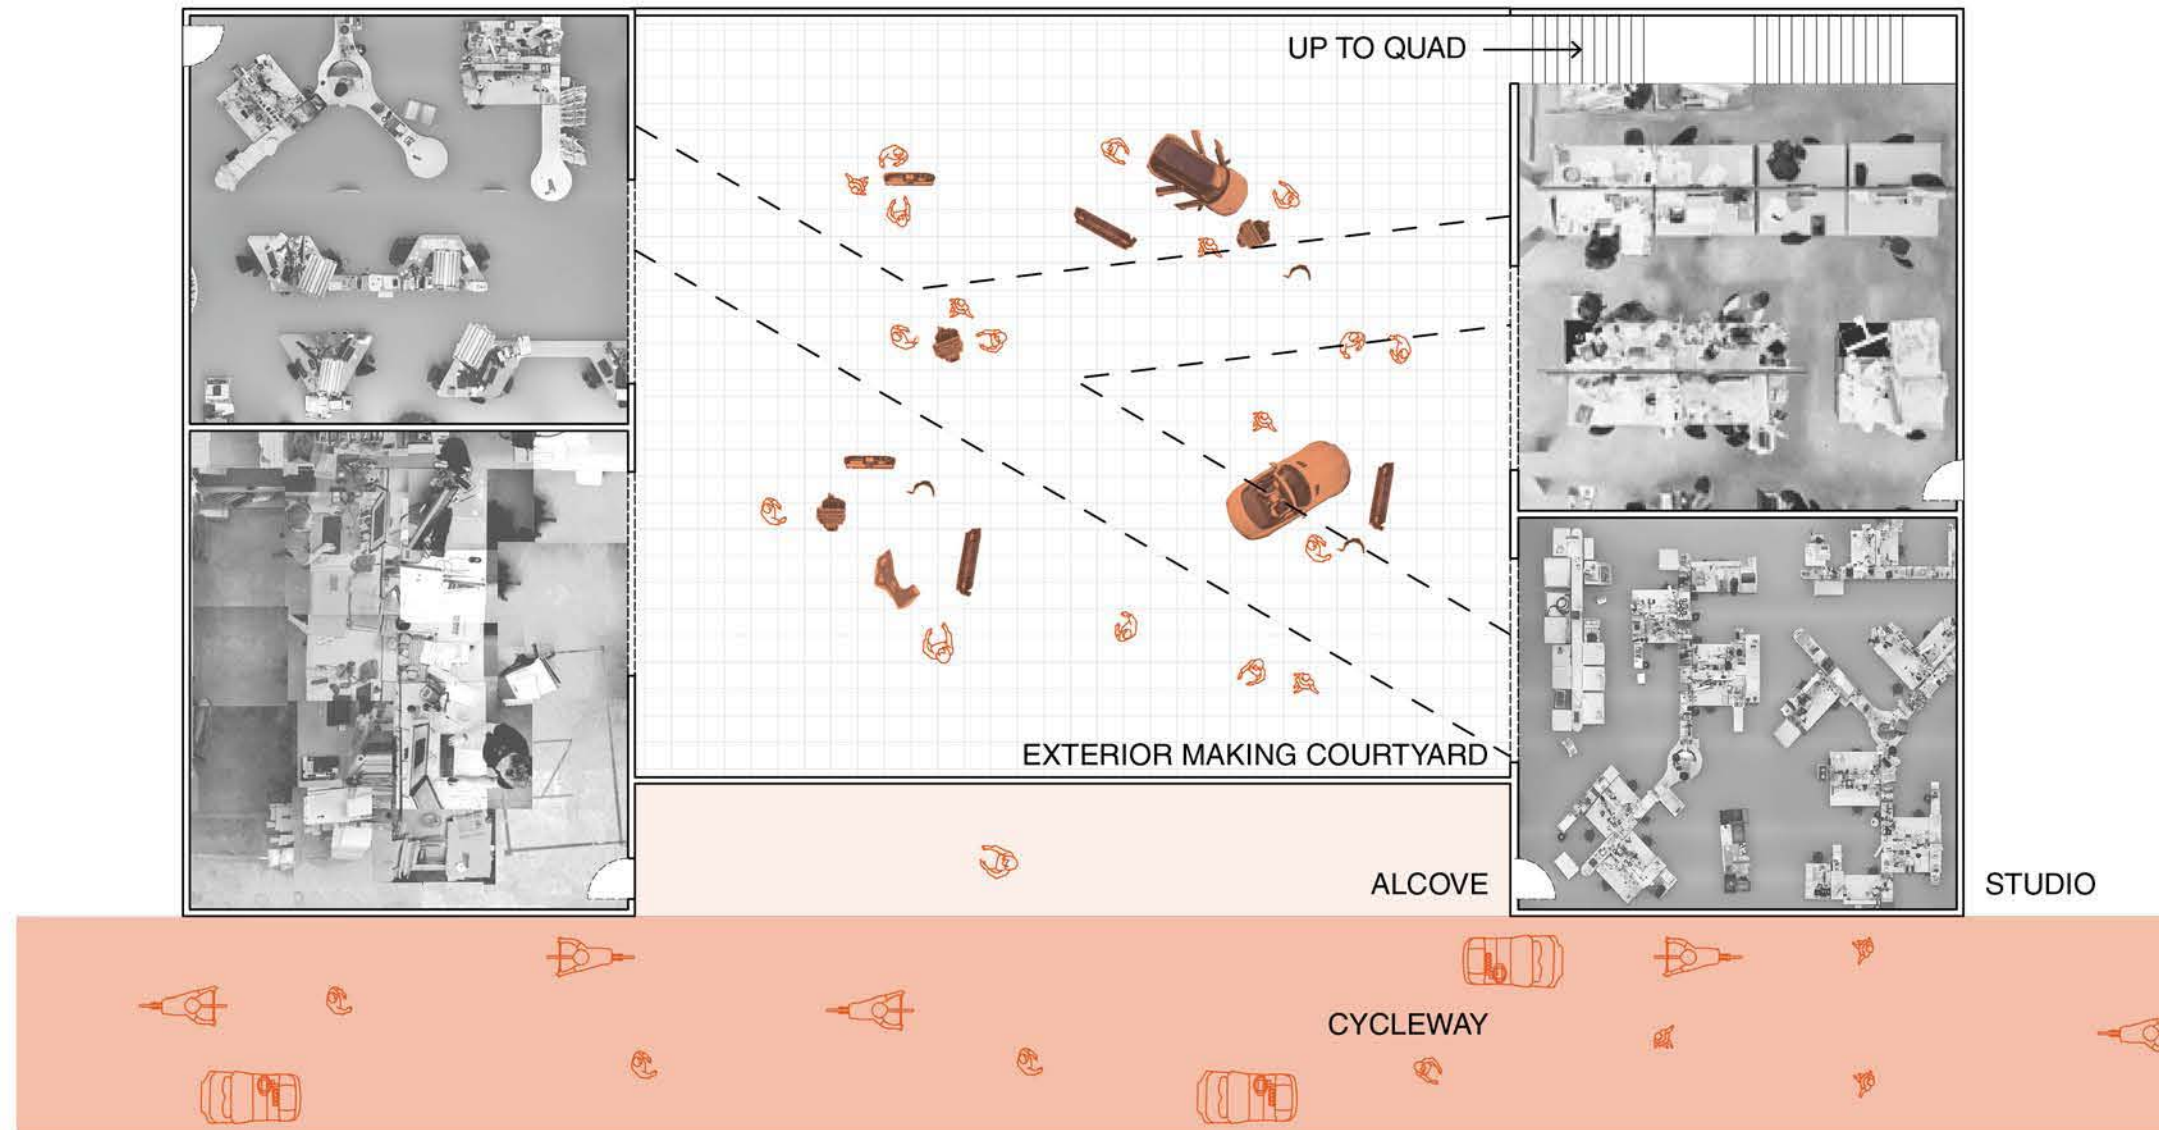 UP TO QUAD
EXTERIOR MAKING COURTYARD
ALCOVE
STUDIO
CYCLEWAY